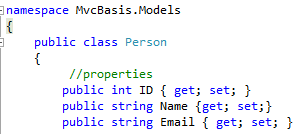 namespace MvcBasis.Models
{
public class Person
{
//properties
public int ID { get; set; }
public string Name {get; set;}
public string Email { get; set; }